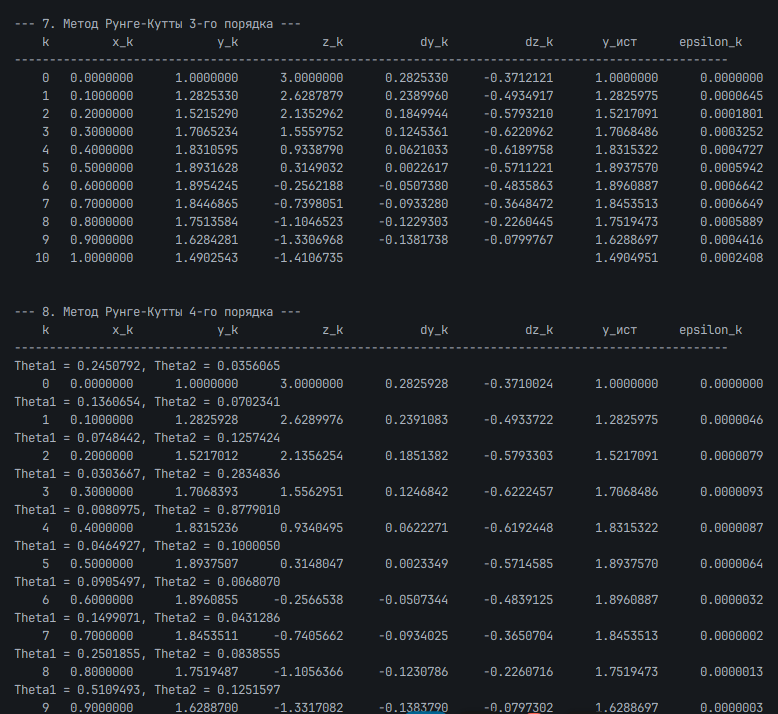 --- 7. Метод Рунге-Кутты 3-го порядка ---
k x_k y_k z_k dy_k dz_k y_ист epsilon_k
------------------------------------------------------------------------------------------------------
0 0.0000000 1.0000000 3.0000000 0.2825330 -0.3712121 1.0000000 0.0000000
1 0.1000000 1.2825330 2.6287879 0.2389960 -0.4934917 1.2825975 0.0000645
2 0.2000000 1.5215290 2.1352962 0.1849944 -0.5793210 1.5217091 0.0001801
3 0.3000000 1.7065234 1.5559752 0.1245361 -0.6220962 1.7068486 0.0003252
4 0.4000000 1.8310595 0.9338790 0.0621033 -0.6189758 1.8315322 0.0004727
5 0.5000000 1.8931628 0.3149032 0.0022617 -0.5711221 1.8937570 0.0005942
6 0.6000000 1.8954245 -0.2562188 -0.0507380 -0.4835863 1.8960887 0.0006642
7 0.7000000 1.8446865 -0.7398051 -0.0933280 -0.3648472 1.8453513 0.0006649
8 0.8000000 1.7513584 -1.1046523 -0.1229303 -0.2260445 1.7519473 0.0005889
9 0.9000000 1.6284281 -1.3306968 -0.1381738 -0.0799767 1.6288697 0.0004416
10 1.0000000 1.4902543 -1.4106735 1.4904951 0.0002408
--- 8. Метод Рунге-Кутты 4-го порядка ---
k x_k y_k z_k dy_k dz_k y_ист epsilon_k
------------------------------------------------------------------------------------------------------
Theta1 = 0.2450792, Theta2 = 0.0356065
0 0.0000000 1.0000000 3.0000000 0.2825928 -0.3710024 1.0000000 0.0000000
Theta1 = 0.1360654, Theta2 = 0.0702341
1 0.1000000 1.2825928 2.6289976 0.2391083 -0.4933722 1.2825975 0.0000046
Theta1 = 0.0748442, Theta2 = 0.1257424
2 0.2000000 1.5217012 2.1356254 0.1851382 -0.5793303 1.5217091 0.0000079
Theta1 = 0.0303667, Theta2 = 0.2834836
3 0.3000000 1.7068393 1.5562951 0.1246842 -0.6222457 1.7068486 0.0000093
Theta1 = 0.0080975, Theta2 = 0.8779010
4 0.4000000 1.8315236 0.9340495 0.0622271 -0.6192448 1.8315322 0.0000087
Theta1 = 0.0464927, Theta2 = 0.1000050
5 0.5000000 1.8937507 0.3148047 0.0023349 -0.5714585 1.8937570 0.0000064
Theta1 = 0.0905497, Theta2 = 0.0068070
6 0.6000000 1.8960855 -0.2566538 -0.0507344 -0.4839125 1.8960887 0.0000032
Theta1 = 0.1499071, Theta2 = 0.0431286
7 0.7000000 1.8453511 -0.7405662 -0.0934025 -0.3650704 1.8453513 0.0000002
Theta1 = 0.2501855, Theta2 = 0.0838555
8 0.8000000 1.7519487 -1.1056366 -0.1230786 -0.2260716 1.7519473 0.0000013
Theta1 = 0.5109493, Theta2 = 0.1251597
9 0.9000000 1.6288700 -1.3317082 -0.1383790 -0.0797302 1.6288697 0.0000003